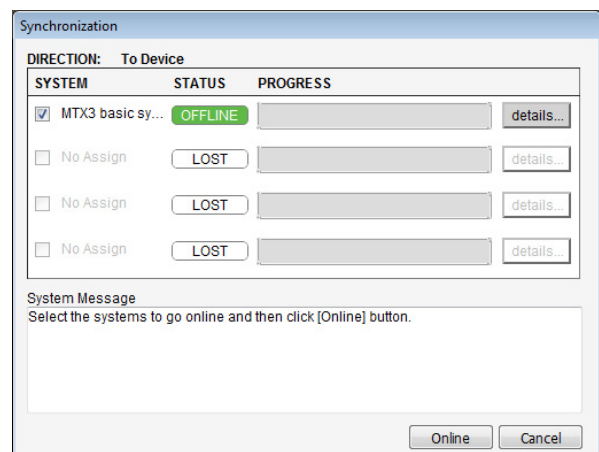 Synchronization
DIRECTION: To Device
SYSTEM STATUS PROGRESS
MTX3 basic sy... OFFLINE details...
No Assign LOST details...
No Assign LOST details...
No Assign LOST details...
System Message
Select the systems to go online and then click [Online] button.
Online Cancel